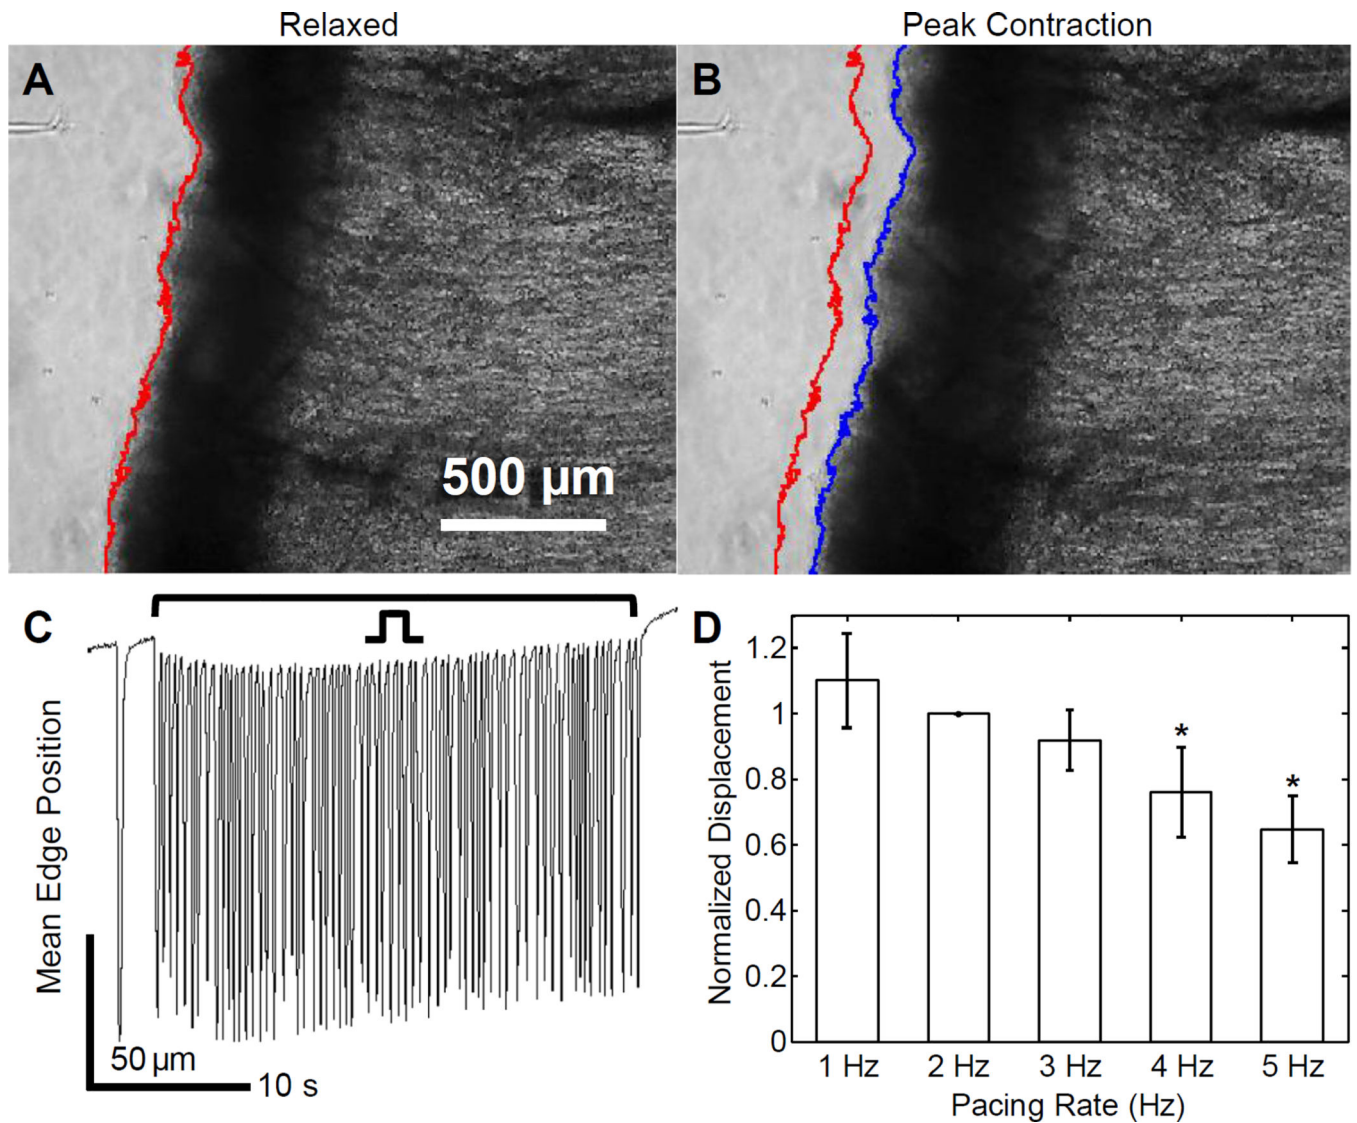 Relaxed
Peak Contraction
A
B
500 µm
C
Mean Edge Position
50 µm
10 s
D
Normalized Displacement
1.2
1
0.8
0.6
0.4
0.2
0
*
*
1 Hz 2 Hz 3 Hz 4 Hz 5 Hz
Pacing Rate (Hz)